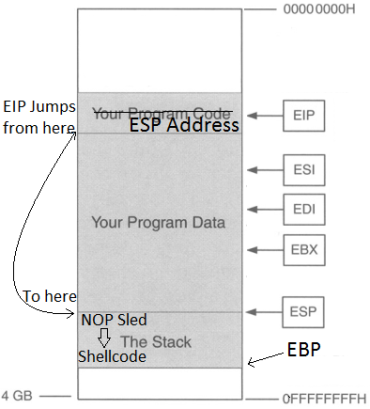 00000000H
EIP Jumps
from here
Your Program Code
ESP Address
EIP
ESI
EDI
Your Program Data
EBX
To here
ESP
NOP Sled
The Stack
Shellcode
EBP
4 GB
0FFFFFFFFH